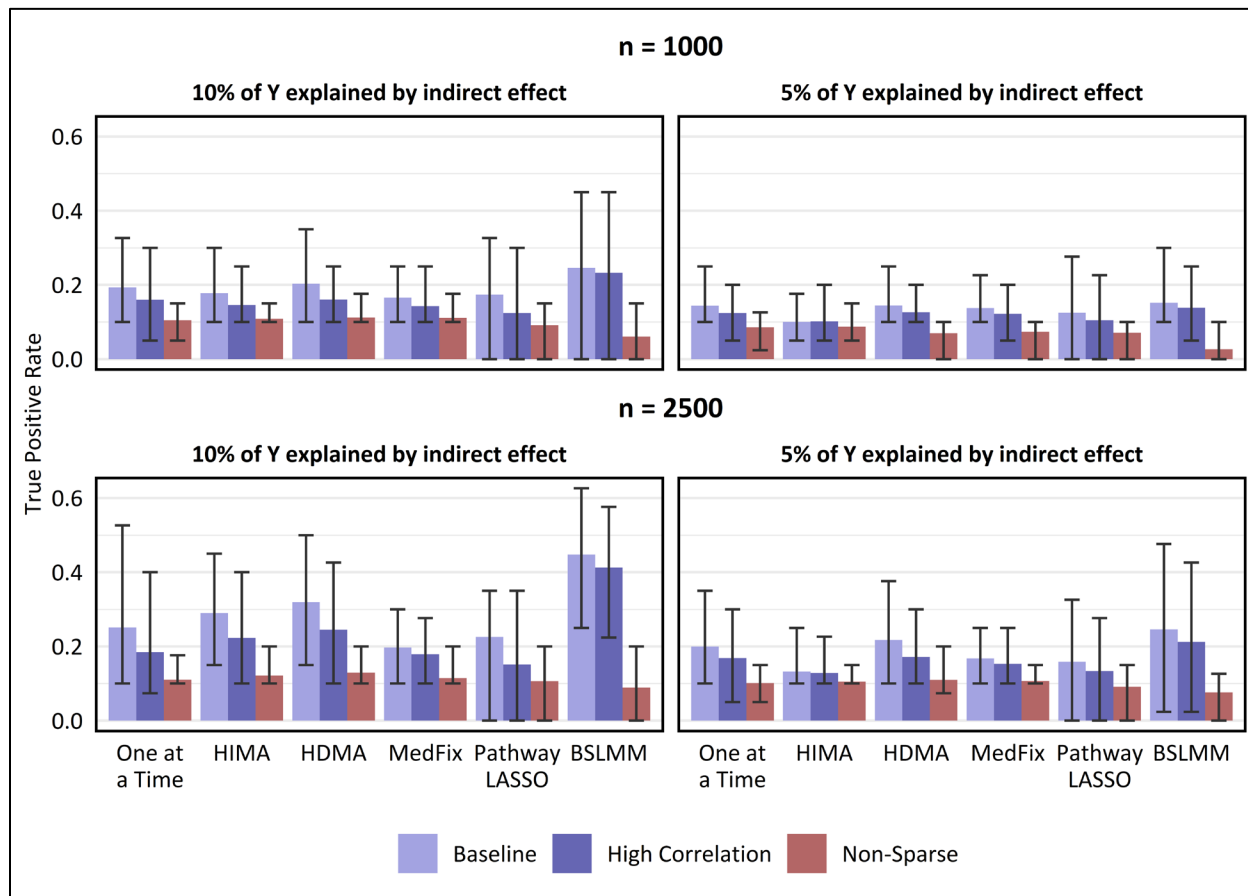 n = 1000
10% of Y explained by indirect effect
5% of Y explained by indirect effect
True Positive Rate
0.6
0.4
0.2
0.0
n = 2500
10% of Y explained by indirect effect
5% of Y explained by indirect effect
0.6
0.4
0.2
0.0
One at
a Time
HIMA
HDMA
MedFix
Pathway
LASSO
BSLMM
One at
a Time
HIMA
HDMA
MedFix
Pathway
LASSO
BSLMM
Baseline
High Correlation
Non-Sparse